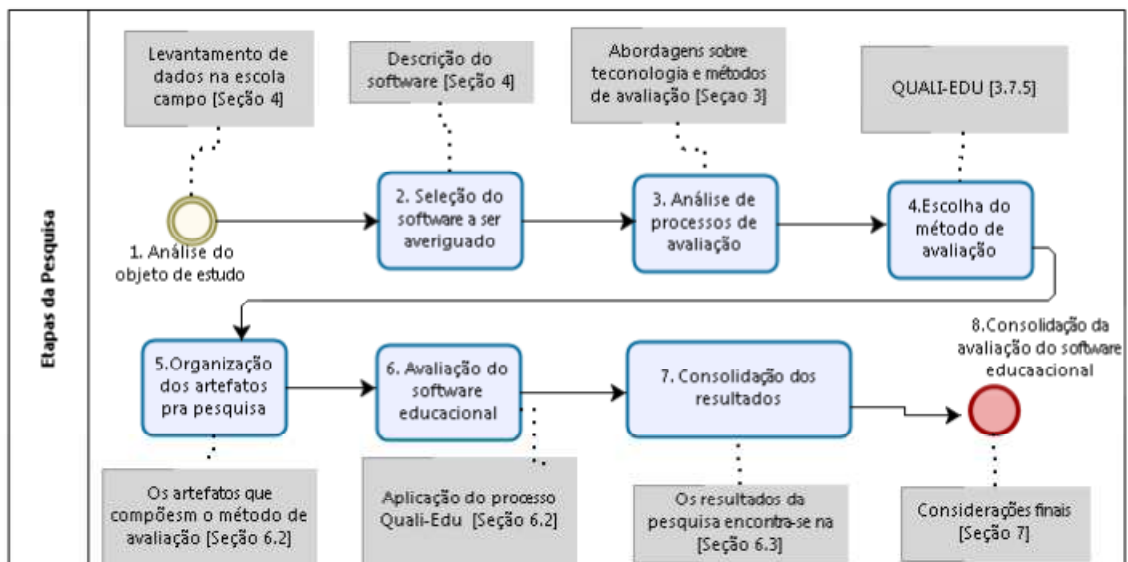 Etapas da Pesquisa
Levantamento de
dados na escola
campo [Seção 4]
Descrição do
software [Seção 4]
Abordagens sobre
teconologia e métodos
de avaliação [Seçao 3]
QUALI-EDU [3.7.5]
1. Análise do
objeto de estudo
2. Seleção do
software a ser
averiguado
3. Análise de
processos de
avaliação
4.Escolha do
método de
avaliação
5.Organização
dos artefatos
pra pesquisa
6. Avaliação do
software
educacional
7. Consolidação dos
resultados
8.Consolidação da
avaliação do software
educaacional
Os artefatos que
compõesm o método de
avaliação [Seção 6.2]
Aplicação do processo
Quali-Edu [Seção 6.2]
Os resultados da
pesquisa encontra-se na
[Seção 6.3]
Considerações finais
[Seção 7]